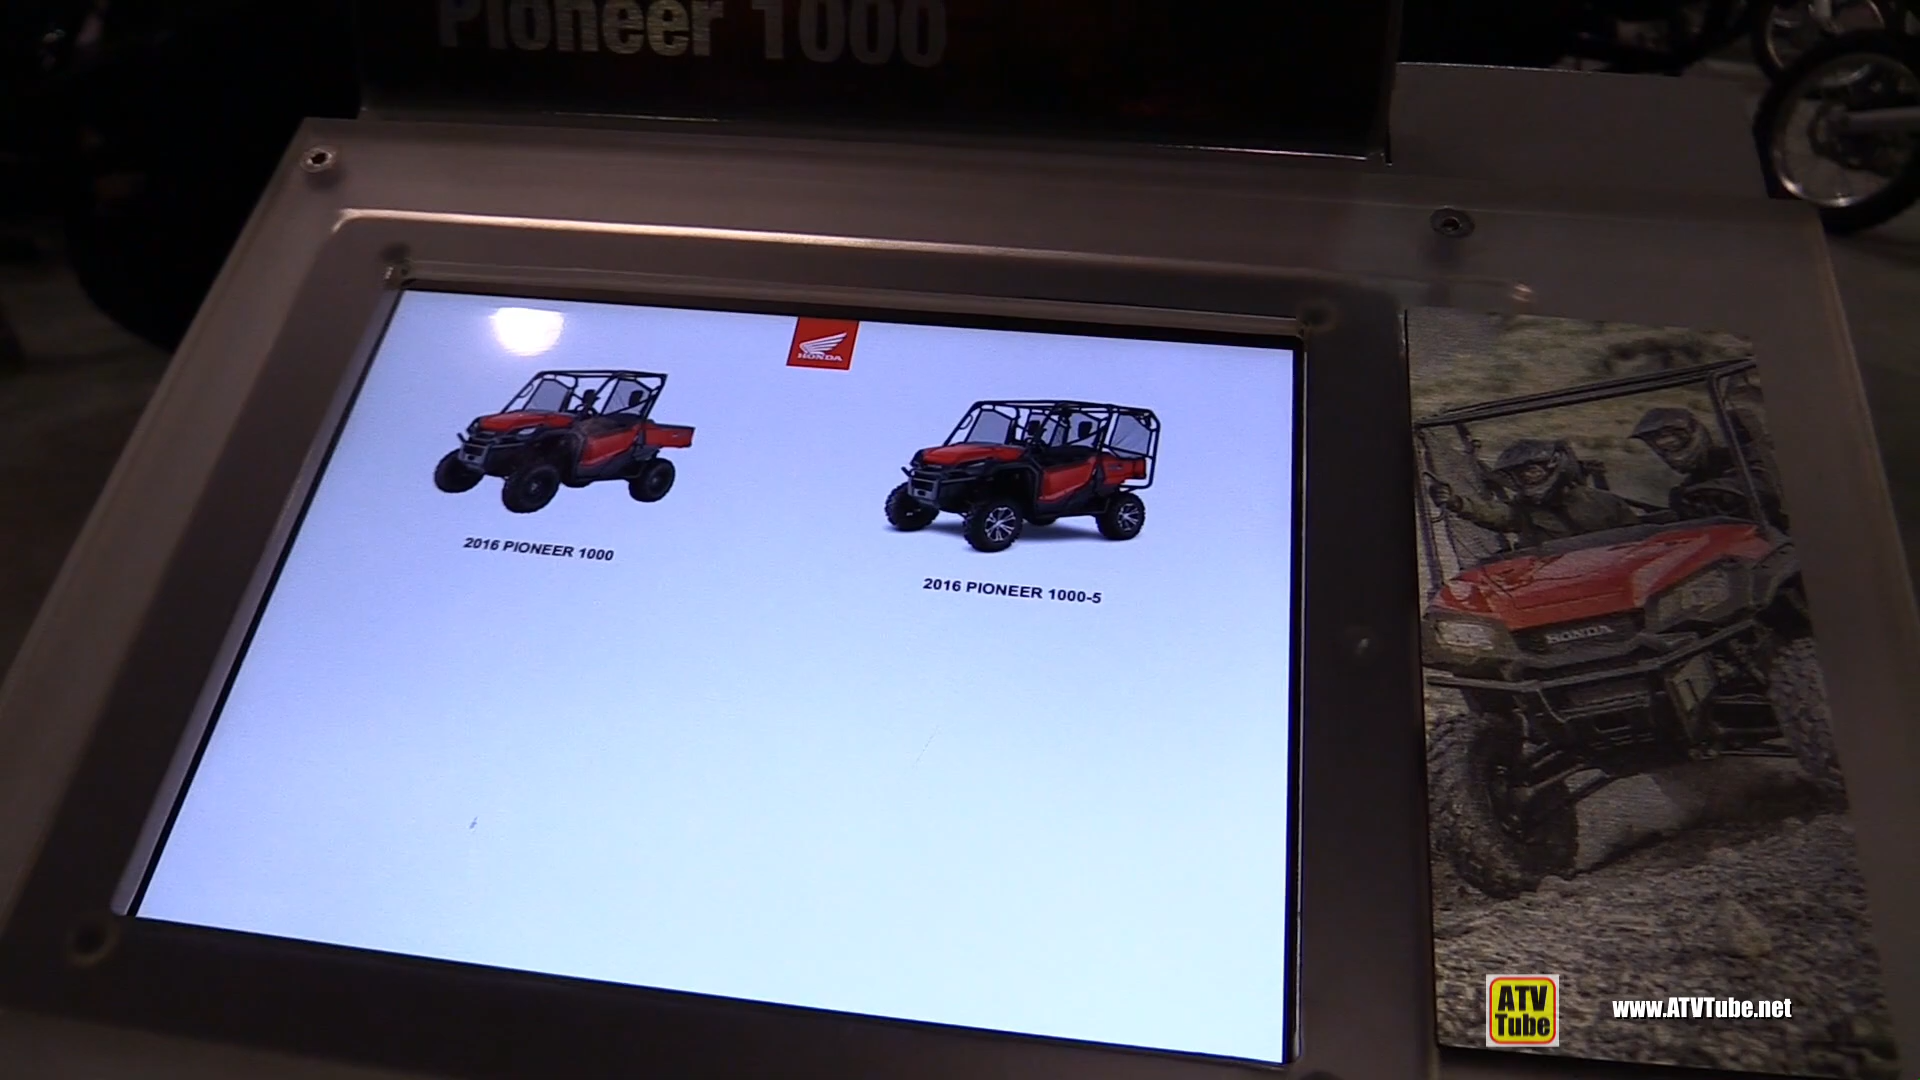 Pioneer 1000
HONDA
2016 PIONEER 1000
2016 PIONEER 1000-5
HONDA
ATV
Tube
www.ATVTube.net